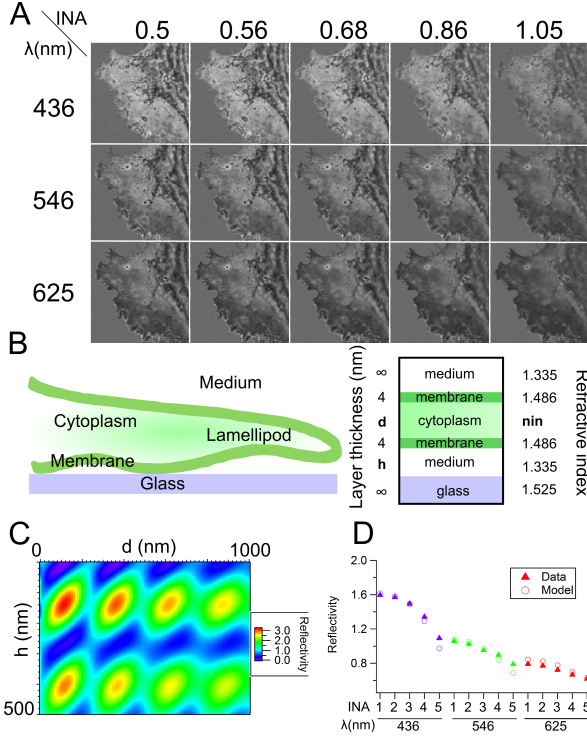 A
INA
λ(nm)
0.5 0.56 0.68 0.86 1.05
436
546
625
B
Medium
Cytoplasm
Lamellipod
Membrane
Glass
Layer thickness (nm)
Refractive index
∞ medium 1.335
4 membrane 1.486
d cytoplasm nin
4 membrane 1.486
h medium 1.335
∞ glass 1.525
C
0 d (nm) 1000
h (nm)
500
3.0
2.0
1.0
0.0
Reflectivity
D
2.0
1.6
1.2
0.8
Reflectivity
Data
Model
INA 1 2 3 4 5 1 2 3 4 5 1 2 3 4 5
λ(nm) 436 546 625